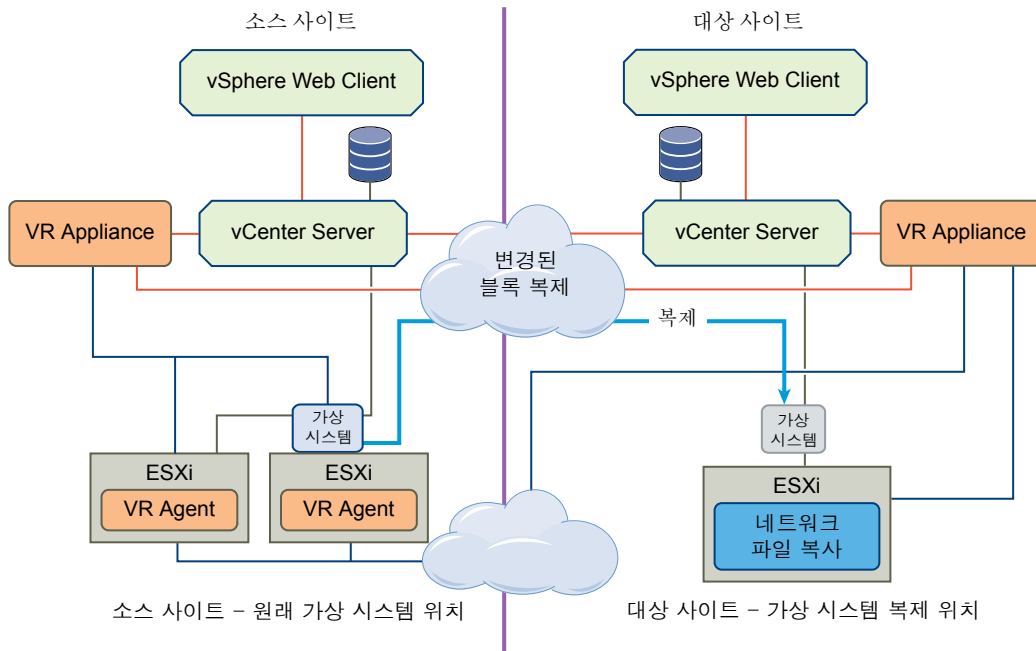 소스 사이트
대상 사이트
vSphere Web Client
vSphere Web Client
VR Appliance
vCenter Server
vCenter Server
VR Appliance
변경된
블록 복제
복제
가상
시스템
가상
시스템
ESXi
VR Agent
ESXi
VR Agent
ESXi
네트워크
파일 복사
소스 사이트 – 원래 가상 시스템 위치
대상 사이트 – 가상 시스템 복제 위치